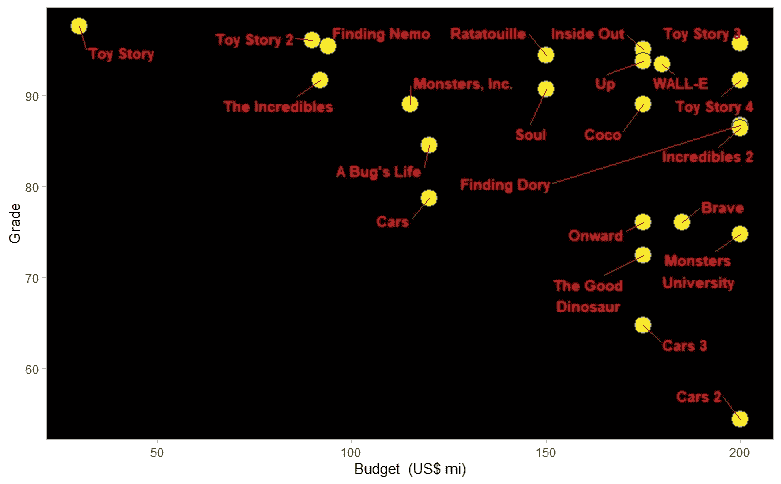 Finding Nemo
Ratatouille
Inside Out
Toy Story 3
Toy Story 2
Toy Story
90
Monsters, Inc.
Up
WALL-E
The Incredibles
Toy Story 4
Soul
Coco
Incredibles 2
A Bug's Life
80
Finding Dory
Grade
Cars
Brave
Onward
Monsters
University
70
The Good
Dinosaur
Cars 3
60
Cars 2
50
100
150
200
Budget (US$ mi)